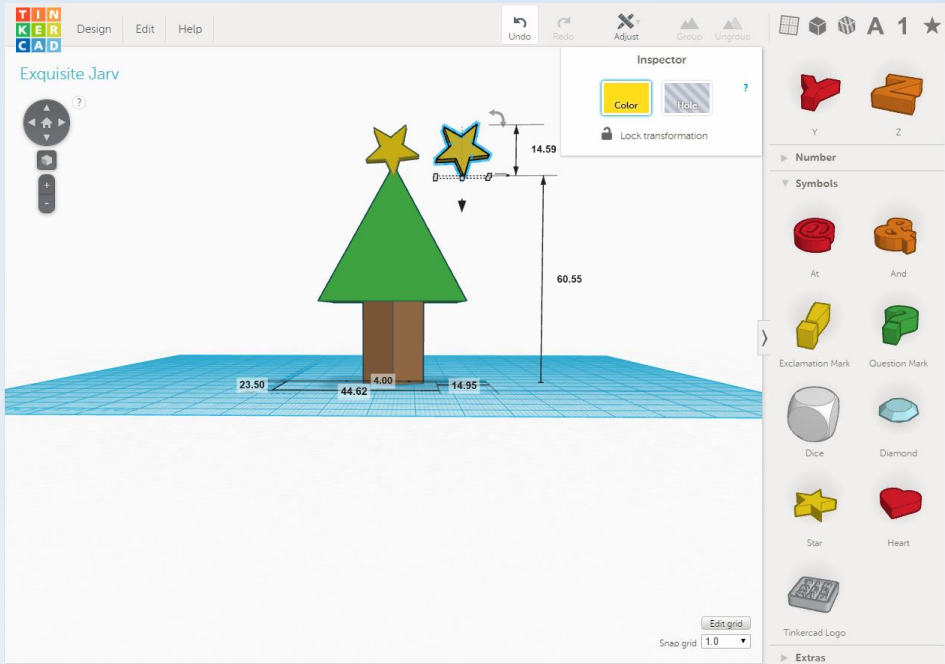 TIN
KER
CAD
Design
Edit
Help
Undo
Redo
Adjust
Group
Ungroup
A 1
Exquisite Jarv
?
+
-
Inspector
Color
Hole
?
Lock transformation
14.59
60.55
23.50
44.62
4.00
14.95
Edit grid
Snap grid 1.0
Y
Z
Number
Symbols
At
And
Exclamation Mark
Question Mark
Dice
Diamond
Star
Heart
Tinkercad Logo
Extras